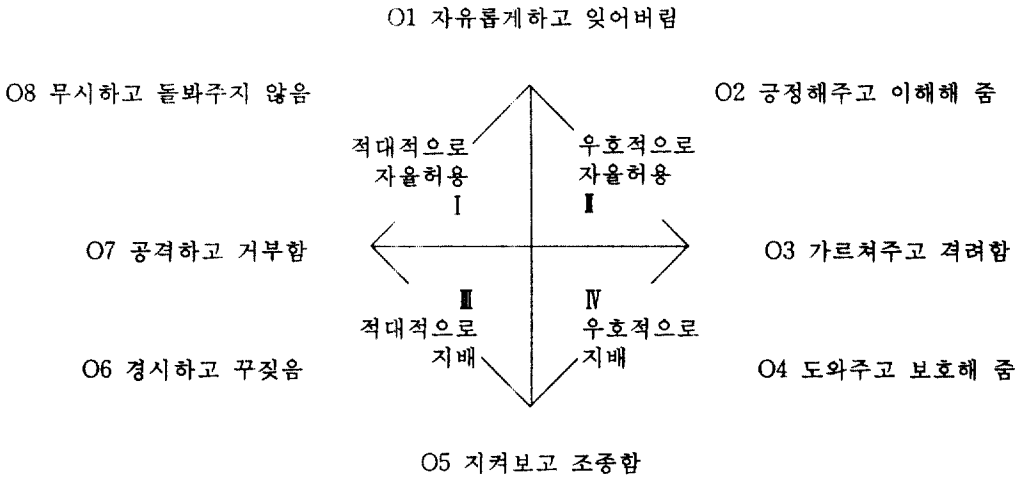 O1 자유롭게하고 잊어버림
O8 무시하고 돌봐주지 않음
O2 긍정해주고 이해해 줌
적대적으로
자율허용
Ⅰ
우호적으로
자율허용
Ⅱ
O7 공격하고 거부함
O3 가르쳐주고 격려함
Ⅲ
적대적으로
지배
Ⅳ
우호적으로
지배
O6 경시하고 꾸짖음
O4 도와주고 보호해 줌
O5 지켜보고 조종함